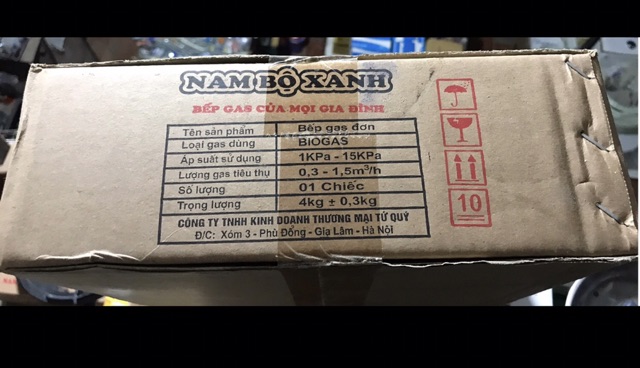 NAM BỘ XANH
BẾP GAS CỦA MỌI GIA ĐÌNH
Tên sản phẩm Bếp gas đơn
Loại gas dùng BIOGAS
Áp suất sử dụng 1KPa - 15KPa
Lượng gas tiêu thụ 0,3 - 1,5m³/h
Số lượng 01 Chiếc
Trọng lượng 4kg ± 0,3kg
CÔNG TY TNHH KINH DOANH THƯƠNG MẠI TỨ QUÝ
Đ/C: Xóm 3 - Phù Đổng - Gia Lâm - Hà Nội
10